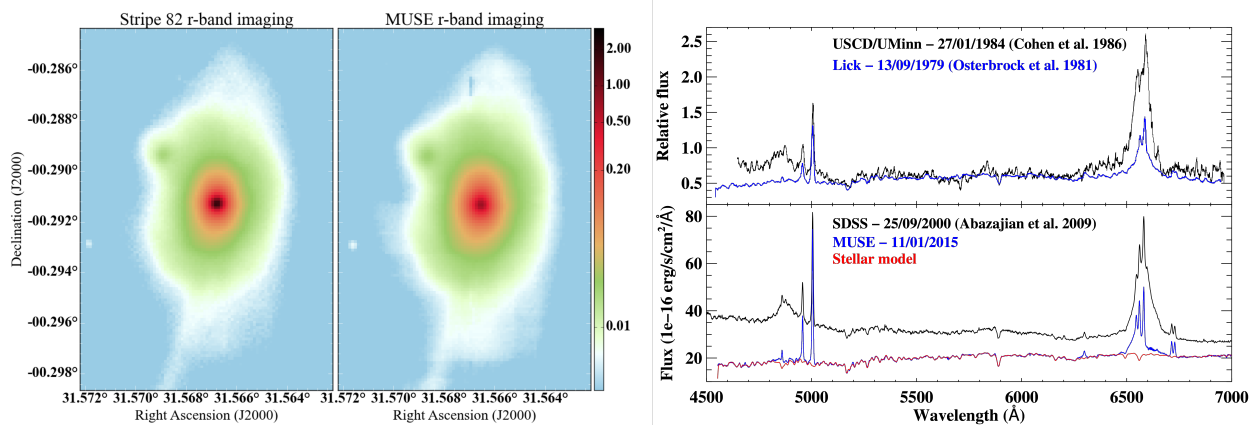 Stripe 82 r-band imaging
MUSE r-band imaging
-00.286°
-00.288°
-00.290°
-00.292°
-00.294°
-00.296°
-00.298°
Declination (J2000)
31.572° 31.570° 31.568° 31.566° 31.564°
Right Ascension (J2000)
31.572° 31.570° 31.568° 31.566° 31.564°
Right Ascension (J2000)
2.00
1.00
0.50
0.20
0.01
USCD/UMinn − 27/01/1984 (Cohen et al. 1986)
Lick − 13/09/1979 (Osterbrock et al. 1981)
2.5
2.0
1.5
1.0
0.5
Relative flux
SDSS − 25/09/2000 (Abazajian et al. 2009)
MUSE − 11/01/2015
Stellar model
80
60
40
20
Flux (1e−16 erg/s/cm²/Å)
4500 5000 5500 6000 6500 7000
Wavelength (Å)